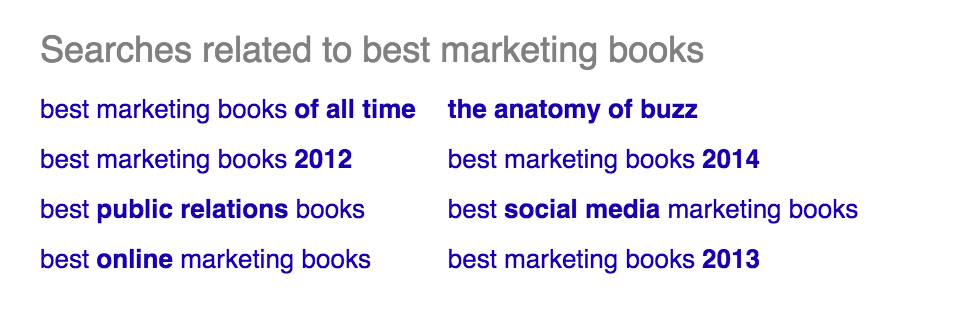 Searches related to best marketing books
best marketing books of all time
the anatomy of buzz
best marketing books 2012
best marketing books 2014
best public relations books
best social media marketing books
best online marketing books
best marketing books 2013